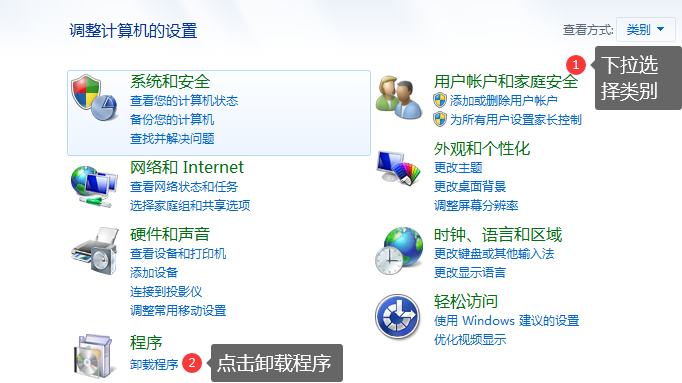 调整计算机的设置
查看方式: 类别
1 下拉选
择类别
系统和安全
查看您的计算机状态
备份您的计算机
查找并解决问题
网络和 Internet
查看网络状态和任务
选择家庭组和共享选项
硬件和声音
查看设备和打印机
添加设备
连接到投影仪
调整常用移动设置
程序
卸载程序 2 点击卸载程序
用户帐户和家庭安全
添加或删除用户帐户
为所有用户设置家长控制
外观和个性化
更改主题
更改桌面背景
调整屏幕分辨率
时钟、语言和区域
更改键盘或其他输入法
更改显示语言
轻松访问
使用 Windows 建议的设置
优化视频显示